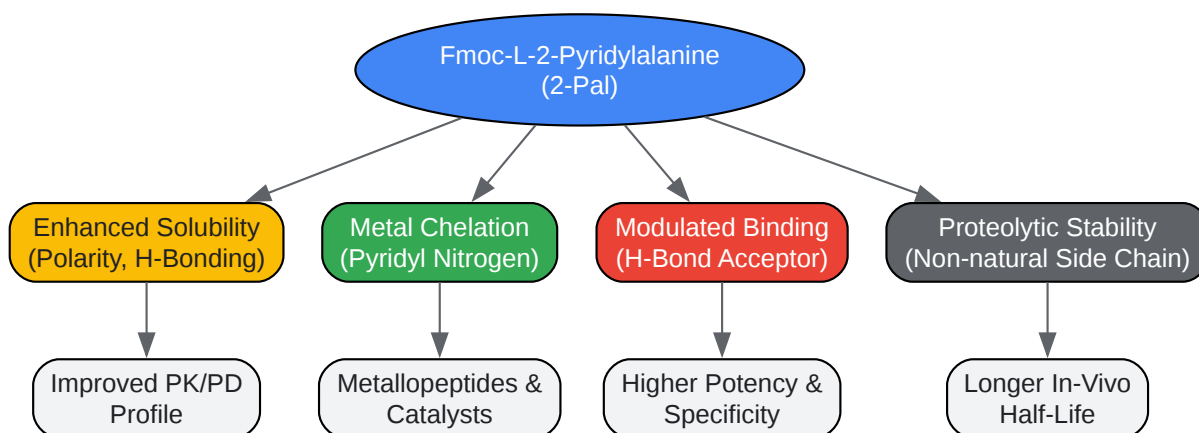 Fmoc-L-2-Pyridylalanine
(2-Pal)
Enhanced Solubility
(Polarity, H-Bonding)
Metal Chelation
(Pyridyl Nitrogen)
Modulated Binding
(H-Bond Acceptor)
Proteolytic Stability
(Non-natural Side Chain)
Improved PK/PD
Profile
Metallopeptides &
Catalysts
Higher Potency &
Specificity
Longer In-Vivo
Half-Life